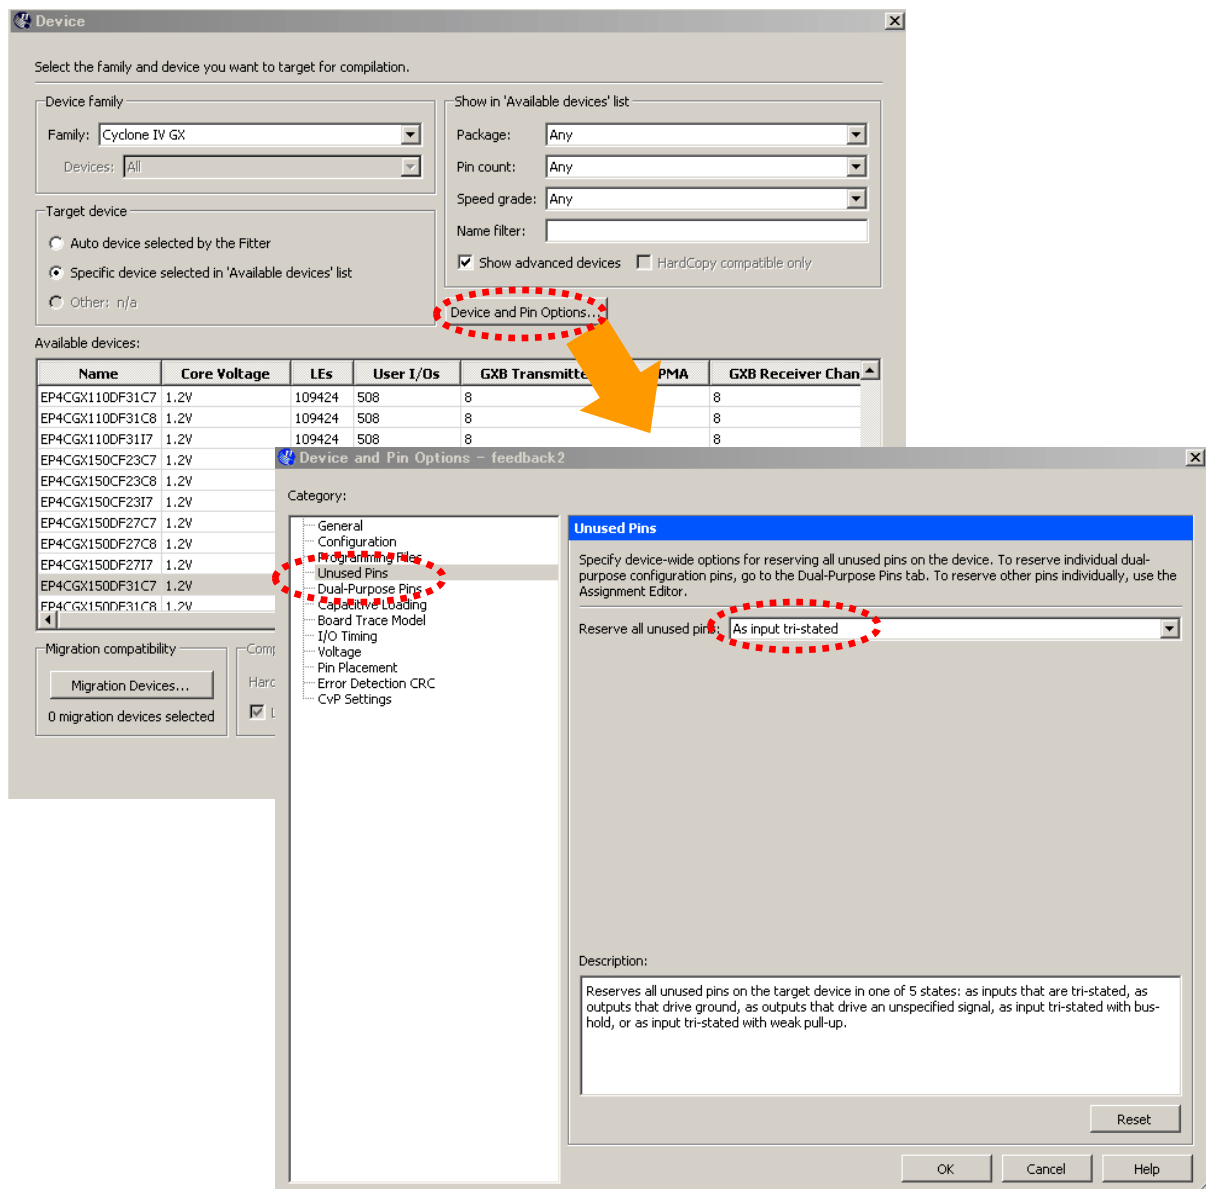 Device
Select the family and device you want to target for compilation.
Device family
Family: Cyclone IV GX
Devices: All
Show in 'Available devices' list
Package: Any
Pin count: Any
Speed grade: Any
Name filter:
Show advanced devices HardCopy compatible only
Target device
Auto device selected by the Fitter
Specific device selected in 'Available devices' list
Other: n/a
Device and Pin Options...
Available devices:
Name Core Voltage LEs User I/Os GXB Transmitte PMA GXB Receiver Chan
EP4CGX110DF31C7 1.2V 109424 508 8 8
EP4CGX110DF31C8 1.2V 109424 508 8 8
EP4CGX110DF31I7 1.2V 109424 508 8 8
EP4CGX150CF23C7 1.2V
EP4CGX150CF23C8 1.2V
EP4CGX150CF23I7 1.2V
EP4CGX150DF27C7 1.2V
EP4CGX150DF27C8 1.2V
EP4CGX150DF27I7 1.2V
EP4CGX150DF31C7 1.2V
EP4CGX150DF31C8 1.2V
Migration compatibility
Migration Devices...
0 migration devices selected
Comp
Hard
Device and Pin Options - feedback2
Category:
General
Configuration
Programming Files
Unused Pins
Dual-Purpose Pins
Capacitive Loading
Board Trace Model
I/O Timing
Voltage
Pin Placement
Error Detection CRC
CvP Settings
Unused Pins
Specify device-wide options for reserving all unused pins on the device. To reserve individual dual-
purpose configuration pins, go to the Dual-Purpose Pins tab. To reserve other pins individually, use the
Assignment Editor.
Reserve all unused pins: As input tri-stated
Description:
Reserves all unused pins on the target device in one of 5 states: as inputs that are tri-stated, as
outputs that drive ground, as outputs that drive an unspecified signal, as input tri-stated with bus-
hold, or as input tri-stated with weak pull-up.
Reset
OK Cancel Help